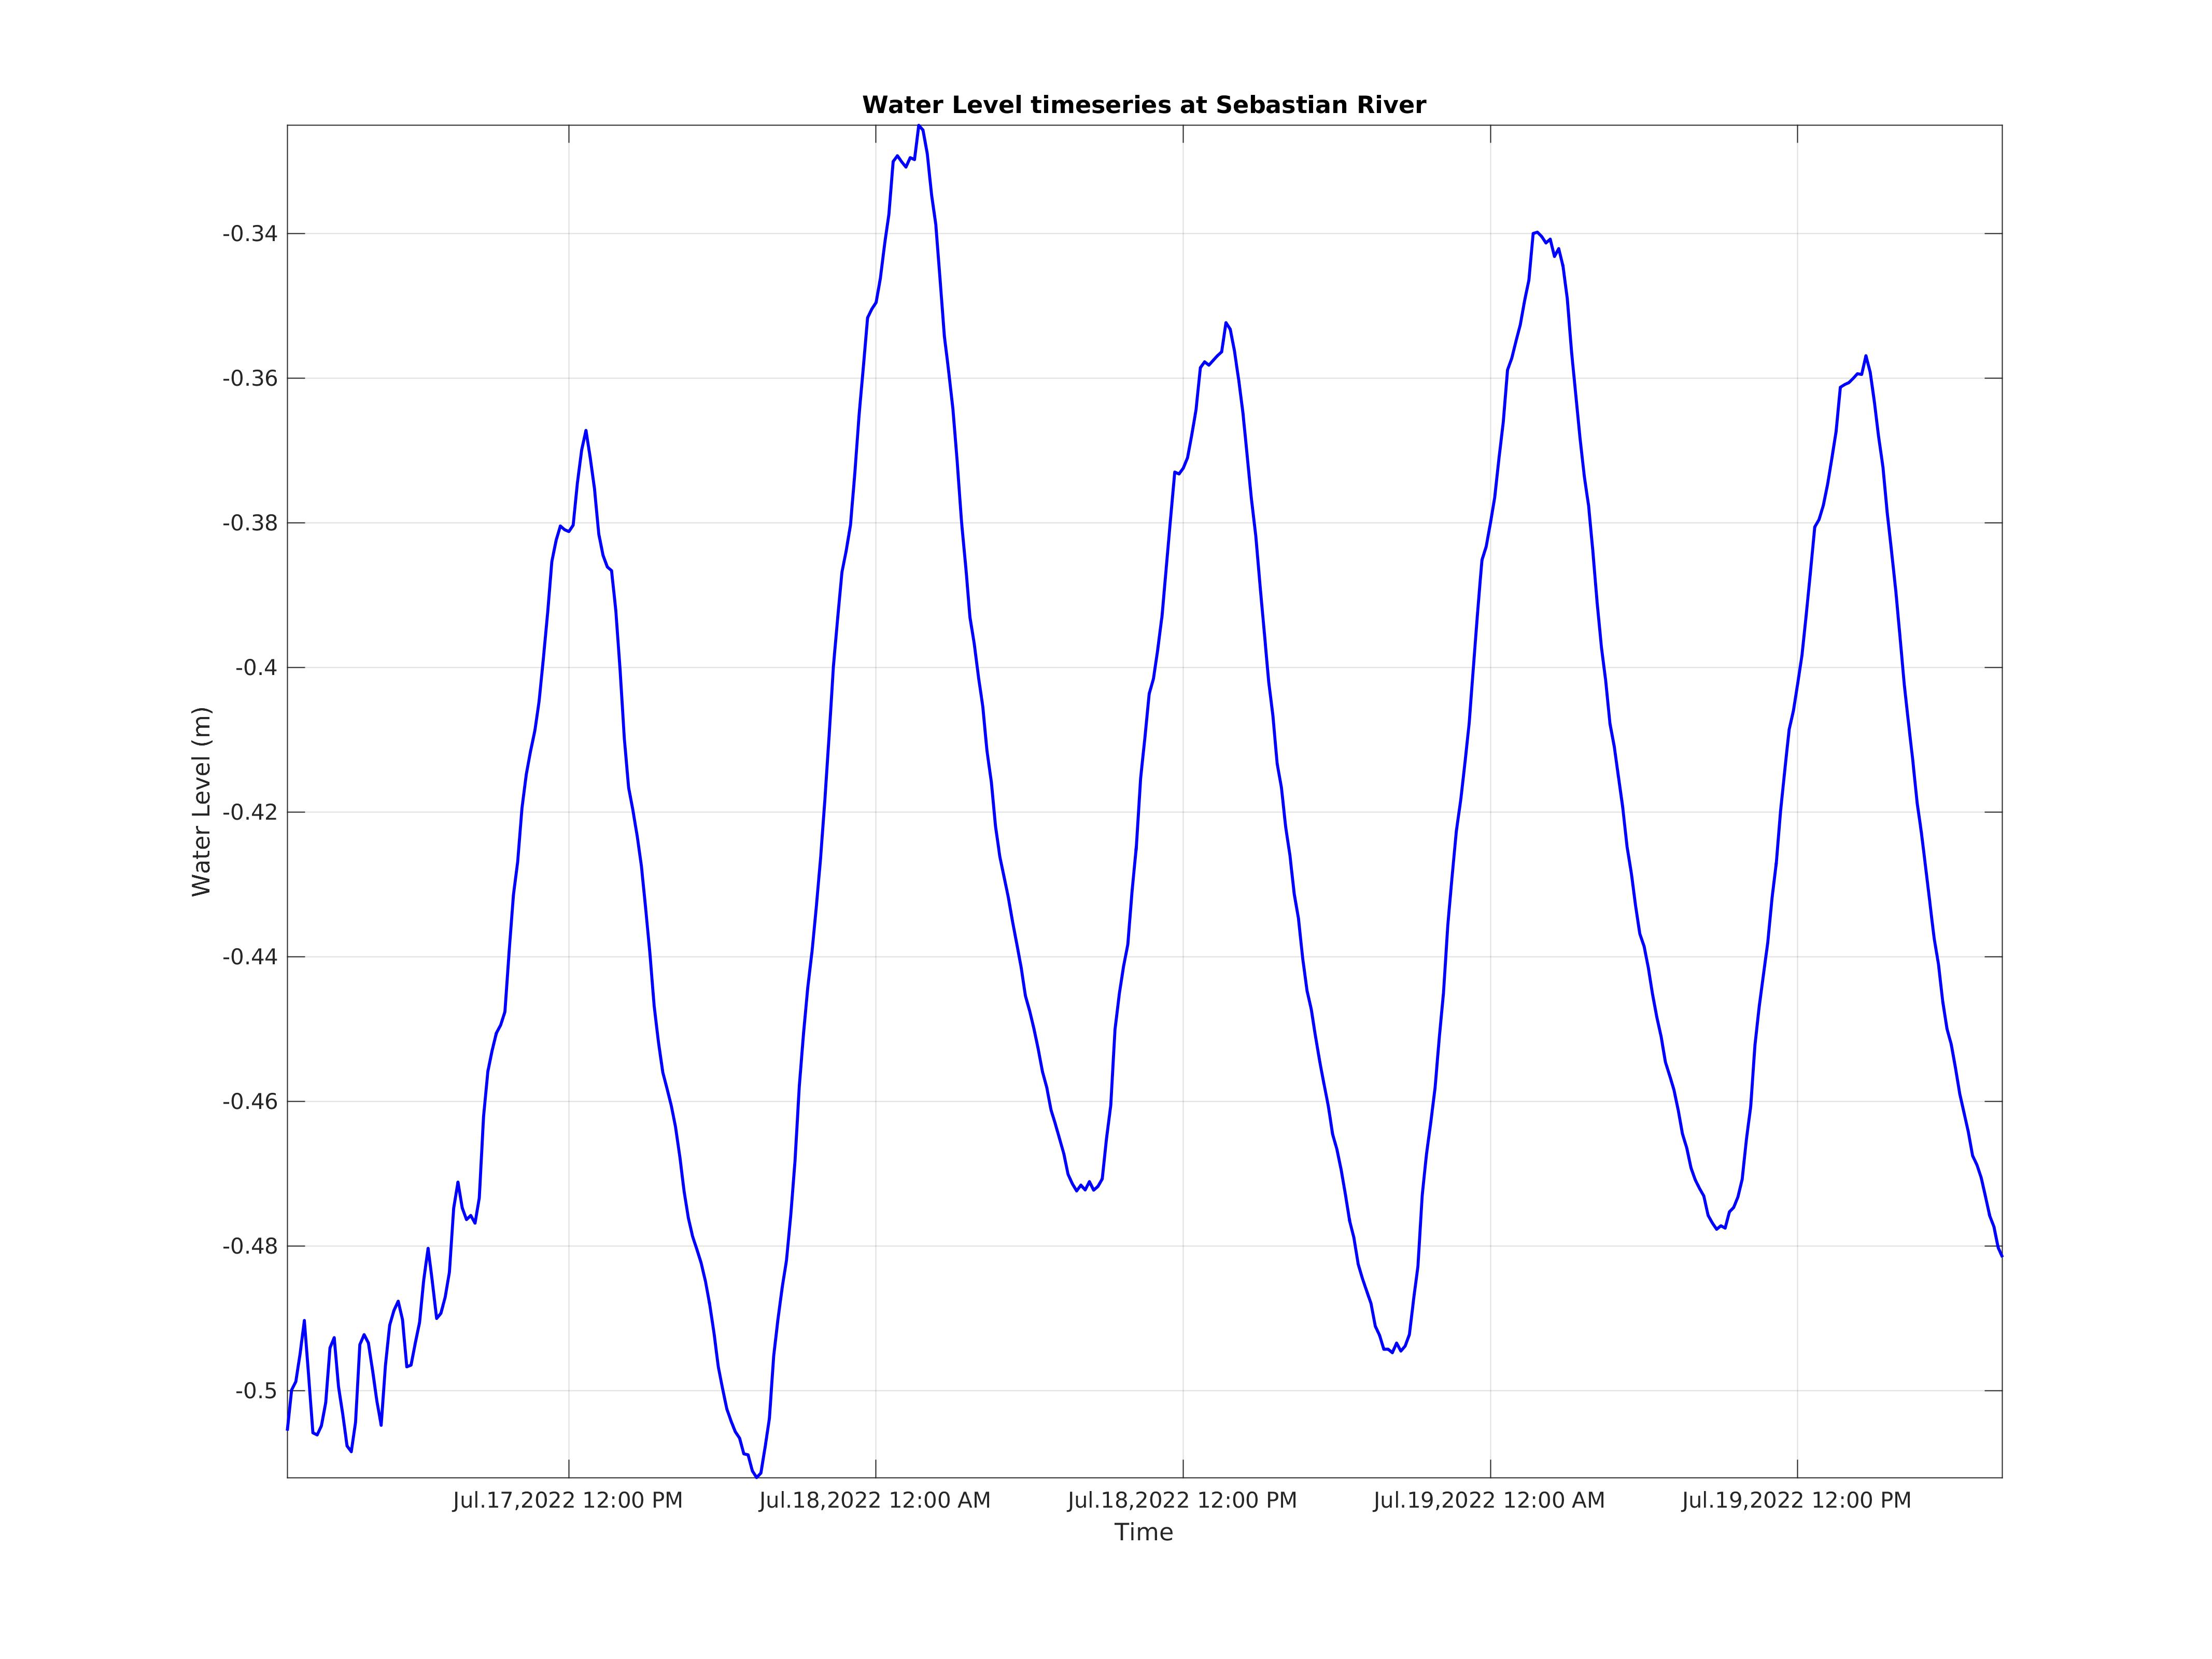 Water Level timeseries at Sebastian River
-0.34
-0.36
-0.38
-0.4
-0.42
-0.44
-0.46
-0.48
-0.5
Water Level (m)
Jul.17,2022 12:00 PM
Jul.18,2022 12:00 AM
Jul.18,2022 12:00 PM
Jul.19,2022 12:00 AM
Jul.19,2022 12:00 PM
Time